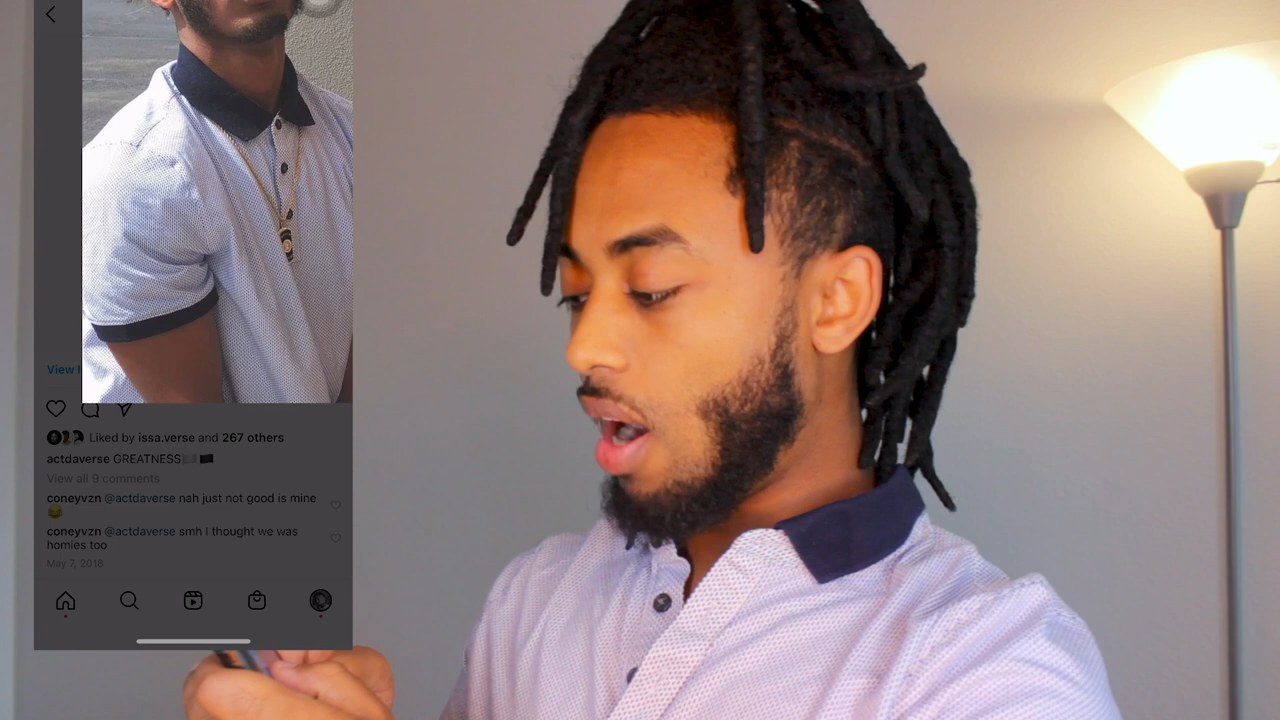 View l
Liked by issa.verse and 267 others
actdaverse GREATNESS
View all 9 comments
coneyvzn @actdaverse nah just not good is mine
😂
coneyvzn @actdaverse smh I thought we was
homies too
May 7, 2018